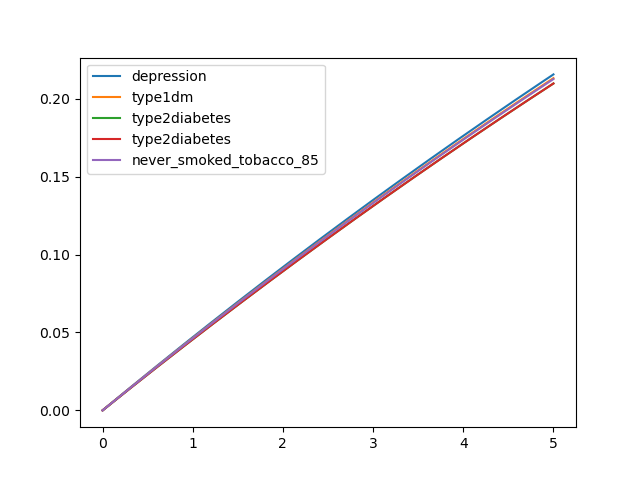 depression
type1dm
type2diabetes
type2diabetes
never_smoked_tobacco_85
0.20
0.15
0.10
0.05
0.00
0 1 2 3 4 5